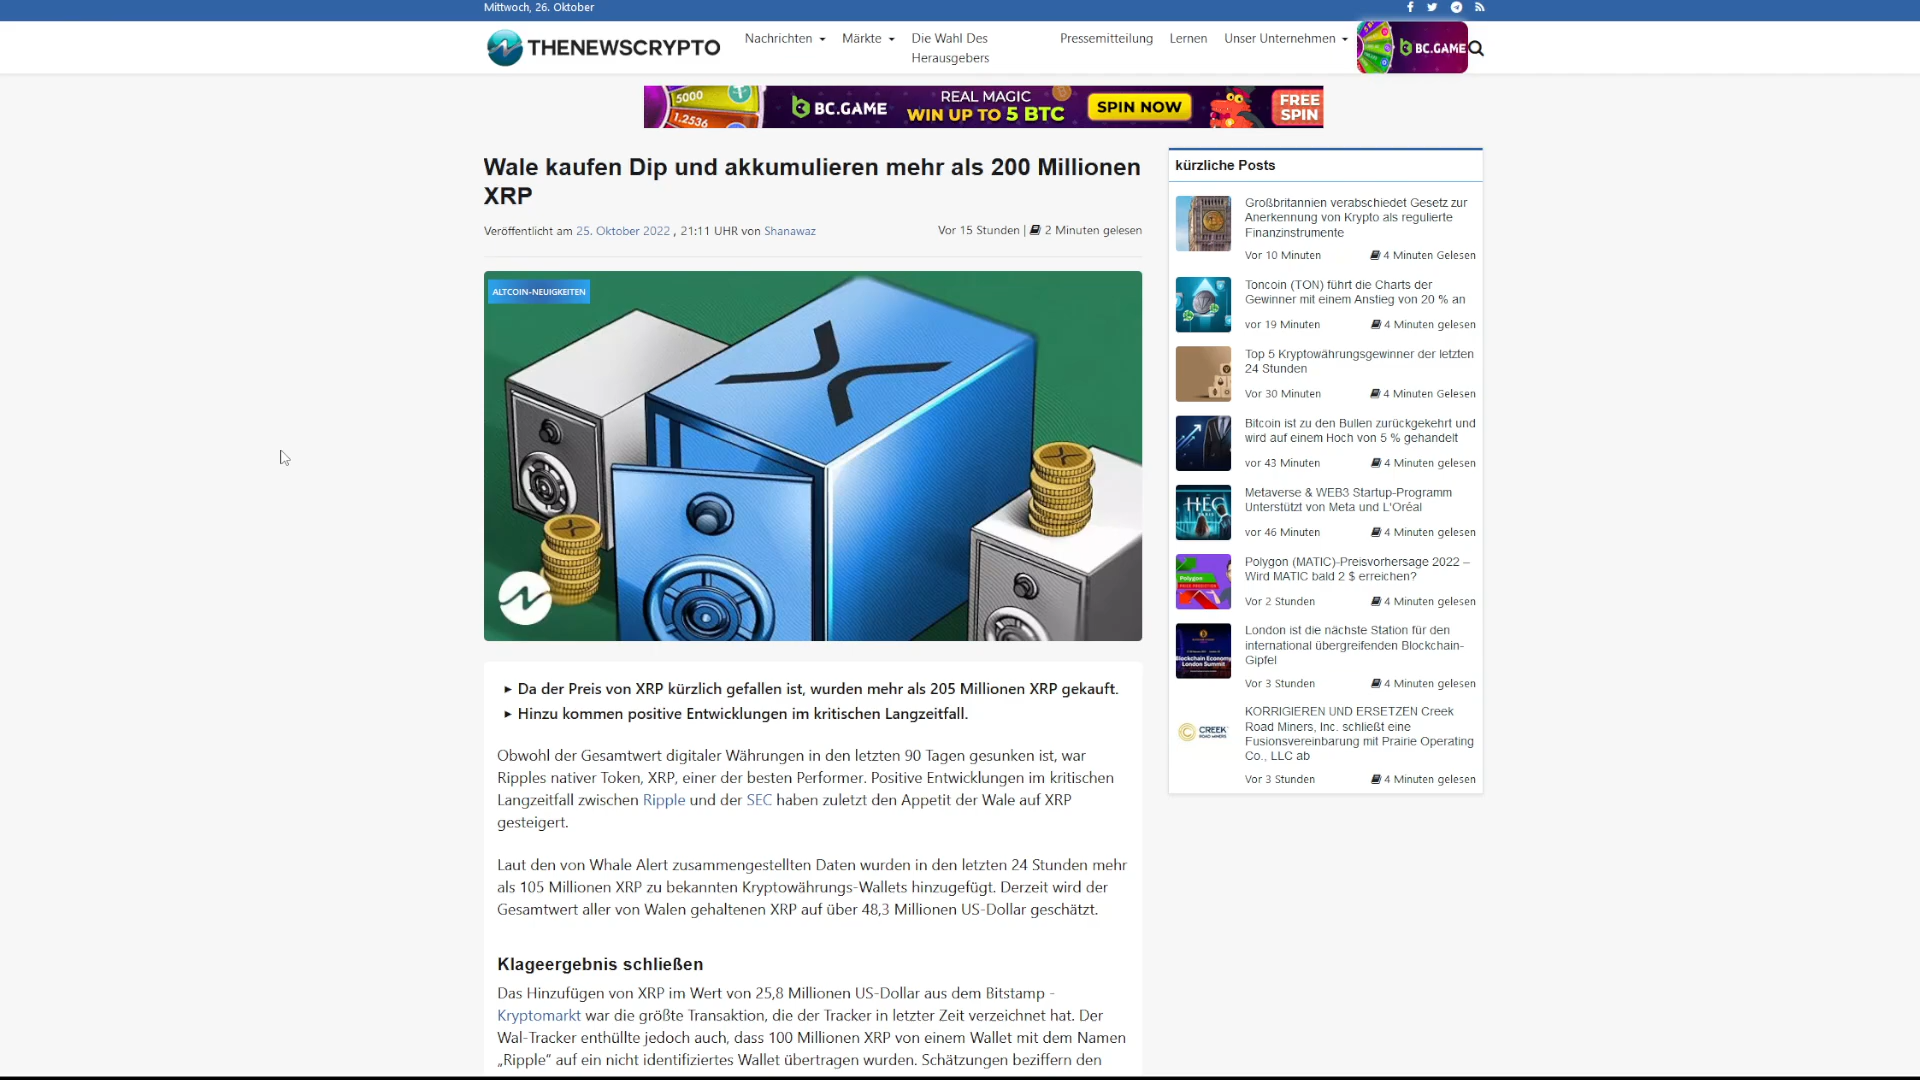 Mittwoch, 26. Oktober
THENEWSCRYPTO
Nachrichten
Märkte
Die Wahl Des
Herausgebers
Pressemitteilung
Lernen
Unser Unternehmen
BC.GAME
5000
1.2536
BC.GAME
REAL MAGIC
WIN UP TO 5 BTC
SPIN NOW
FREE
SPIN
Wale kaufen Dip und akkumulieren mehr als 200 Millionen
XRP
Veröffentlicht am 25. Oktober 2022 , 21:11 UHR von Shanawaz
Vor 15 Stunden | 2 Minuten gelesen
ALTCOIN-NEUIGKEITEN
► Da der Preis von XRP kürzlich gefallen ist, wurden mehr als 205 Millionen XRP gekauft.
► Hinzu kommen positive Entwicklungen im kritischen Langzeitfall.
Obwohl der Gesamtwert digitaler Währungen in den letzten 90 Tagen gesunken ist, war
Ripples nativer Token, XRP, einer der besten Performer. Positive Entwicklungen im kritischen
Langzeitfall zwischen Ripple und der SEC haben zuletzt den Appetit der Wale auf XRP
gesteigert.
Laut den von Whale Alert zusammengestellten Daten wurden in den letzten 24 Stunden mehr
als 105 Millionen XRP zu bekannten Kryptowährungs-Wallets hinzugefügt. Derzeit wird der
Gesamtwert aller von Walen gehaltenen XRP auf über 48,3 Millionen US-Dollar geschätzt.
Klageergebnis schließen
Das Hinzufügen von XRP im Wert von 25,8 Millionen US-Dollar aus dem Bitstamp -
Kryptomarkt war die größte Transaktion, die der Tracker in letzter Zeit verzeichnet hat. Der
Wal-Tracker enthüllte jedoch auch, dass 100 Millionen XRP von einem Wallet mit dem Namen
„Ripple“ auf ein nicht identifiziertes Wallet übertragen wurden. Schätzungen beziffern den
kürzliche Posts
Großbritannien verabschiedet Gesetz zur
Anerkennung von Krypto als regulierte
Finanzinstrumente
Vor 10 Minuten
4 Minuten Gelesen
Toncoin (TON) führt die Charts der
Gewinner mit einem Anstieg von 20 % an
vor 19 Minuten
4 Minuten gelesen
Top 5 Kryptowährungsgewinner der letzten
24 Stunden
Vor 30 Minuten
4 Minuten Gelesen
Bitcoin ist zu den Bullen zurückgekehrt und
wird auf einem Hoch von 5 % gehandelt
vor 43 Minuten
4 Minuten gelesen
Metaverse & WEB3 Startup-Programm
Unterstützt von Meta und L'Oréal
vor 46 Minuten
4 Minuten gelesen
Polygon
Polygon (MATIC)-Preisvorhersage 2022 –
Wird MATIC bald 2 $ erreichen?
Vor 2 Stunden
4 Minuten gelesen
Blockchain Economy
London Summit
London ist die nächste Station für den
international übergreifenden Blockchain-
Gipfel
Vor 3 Stunden
4 Minuten gelesen
CREEK
ROAD MINERS
KORRIGIEREN UND ERSETZEN Creek
Road Miners, Inc. schließt eine
Fusionsvereinbarung mit Prairie Operating
Co., LLC ab
Vor 3 Stunden
4 Minuten gelesen